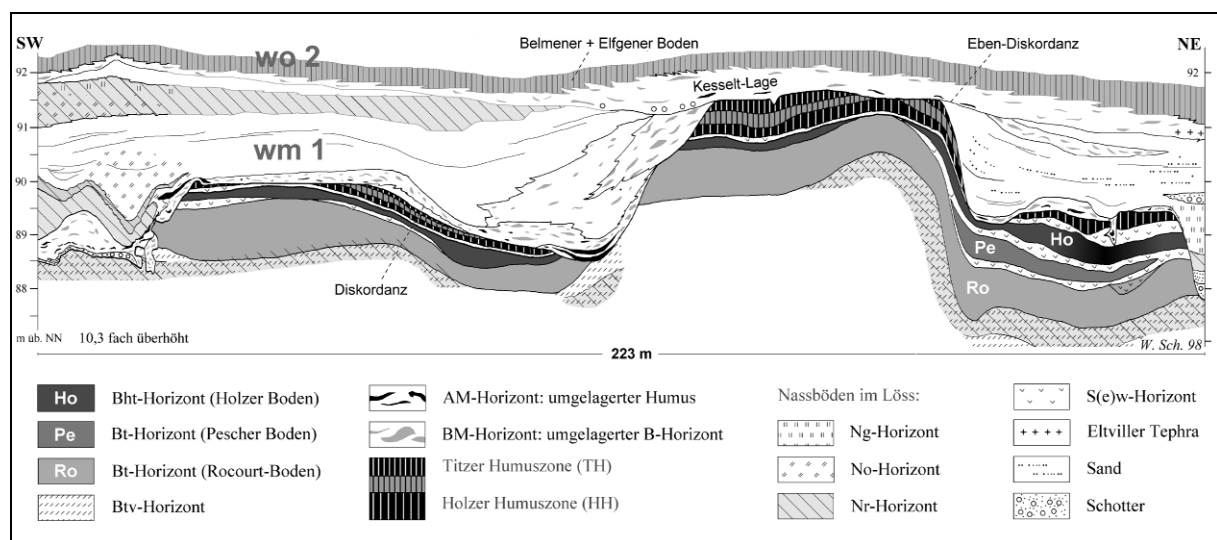 SW
wo 2
Belmener + Elfgener Boden
Eben-Diskordanz
NE
92
92
Kesselt-Lage
91
91
wm 1
90
90
89
89
Ho
Pe
Diskordanz
88
88
Ro
m üb. NN 10,3 fach überhöht
W. Sch. 98
223 m
Ho Bht-Horizont (Holzer Boden)
Pe Bt-Horizont (Pescher Boden)
Ro Bt-Horizont (Rocourt-Boden)
Btv-Horizont
AM-Horizont: umgelagerter Humus
BM-Horizont: umgelagerter B-Horizont
Titzer Humuszone (TH)
Holzer Humuszone (HH)
Nassböden im Löss:
Ng-Horizont
No-Horizont
Nr-Horizont
S(e)w-Horizont
Eltviller Tephra
Sand
Schotter